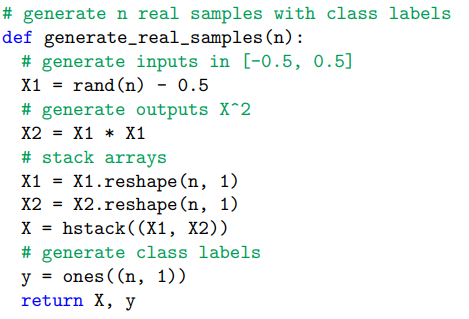 # generate n real samples with class labels
def generate_real_samples(n):
  # generate inputs in [-0.5, 0.5]
  X1 = rand(n) - 0.5
  # generate outputs X^2
  X2 = X1 * X1
  # stack arrays
  X1 = X1.reshape(n, 1)
  X2 = X2.reshape(n, 1)
  X = hstack((X1, X2))
  # generate class labels
  y = ones((n, 1))
  return X, y